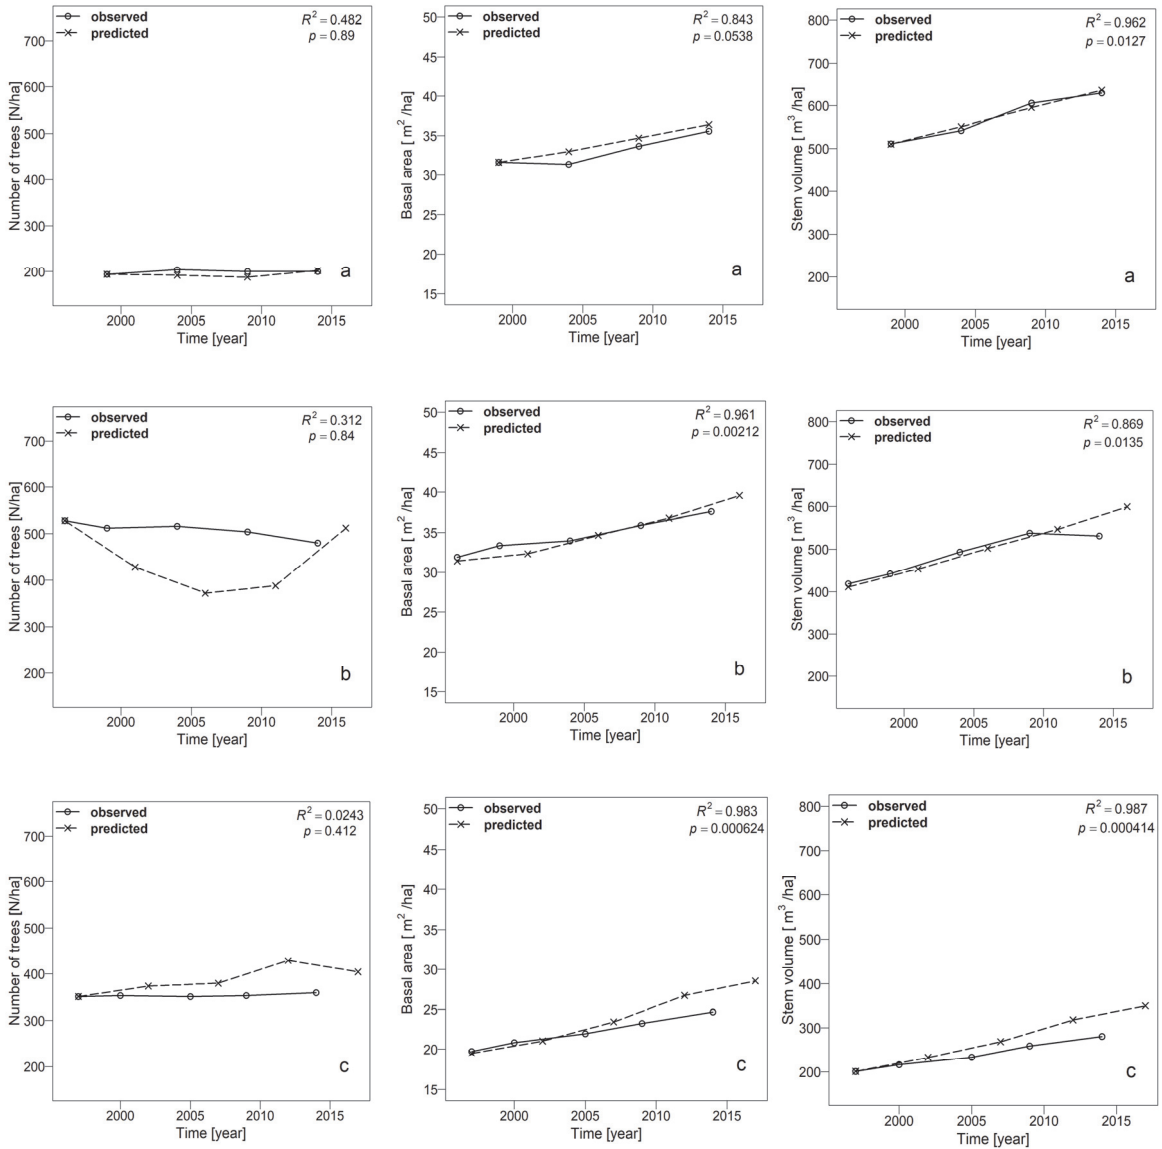 observed
predicted
R² = 0.482
p = 0.89
700
600
500
400
300
200
Number of trees [N/ha]
a
2000 2005 2010 2015
Time [year]
observed
predicted
R² = 0.843
p = 0.0538
50
45
40
35
30
25
20
15
Basal area [ m² /ha]
a
2000 2005 2010 2015
Time [year]
observed
predicted
R² = 0.962
p = 0.0127
800
700
600
500
400
300
200
Stem volume [ m³ /ha]
a
2000 2005 2010 2015
Time [year]
observed
predicted
R² = 0.312
p = 0.84
700
600
500
400
300
200
Number of trees [N/ha]
b
2000 2005 2010 2015
Time [year]
observed
predicted
R² = 0.961
p = 0.00212
50
45
40
35
30
25
20
15
Basal area [ m² /ha]
b
2000 2005 2010 2015
Time [year]
observed
predicted
R² = 0.869
p = 0.0135
800
700
600
500
400
300
200
Stem volume [ m³ /ha]
b
2000 2005 2010 2015
Time [year]
observed
predicted
R² = 0.0243
p = 0.412
700
600
500
400
300
200
Number of trees [N/ha]
c
2000 2005 2010 2015
Time [year]
observed
predicted
R² = 0.983
p = 0.000624
50
45
40
35
30
25
20
15
Basal area [ m² /ha]
c
2000 2005 2010 2015
Time [year]
observed
predicted
R² = 0.987
p = 0.000414
800
700
600
500
400
300
200
Stem volume [ m³ /ha]
c
2000 2005 2010 2015
Time [year]